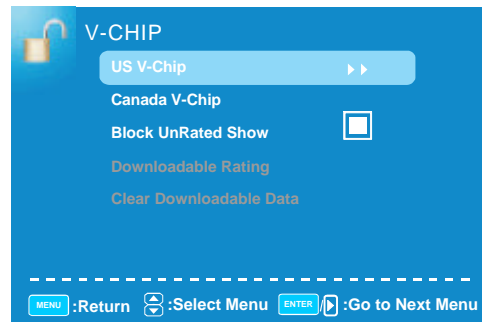 V-CHIP
US V-Chip
Canada V-Chip
Block UnRated Show
Downloadable Rating
Clear Downloadable Data
MENU :Return :Select Menu ENTER / :Go to Next Menu